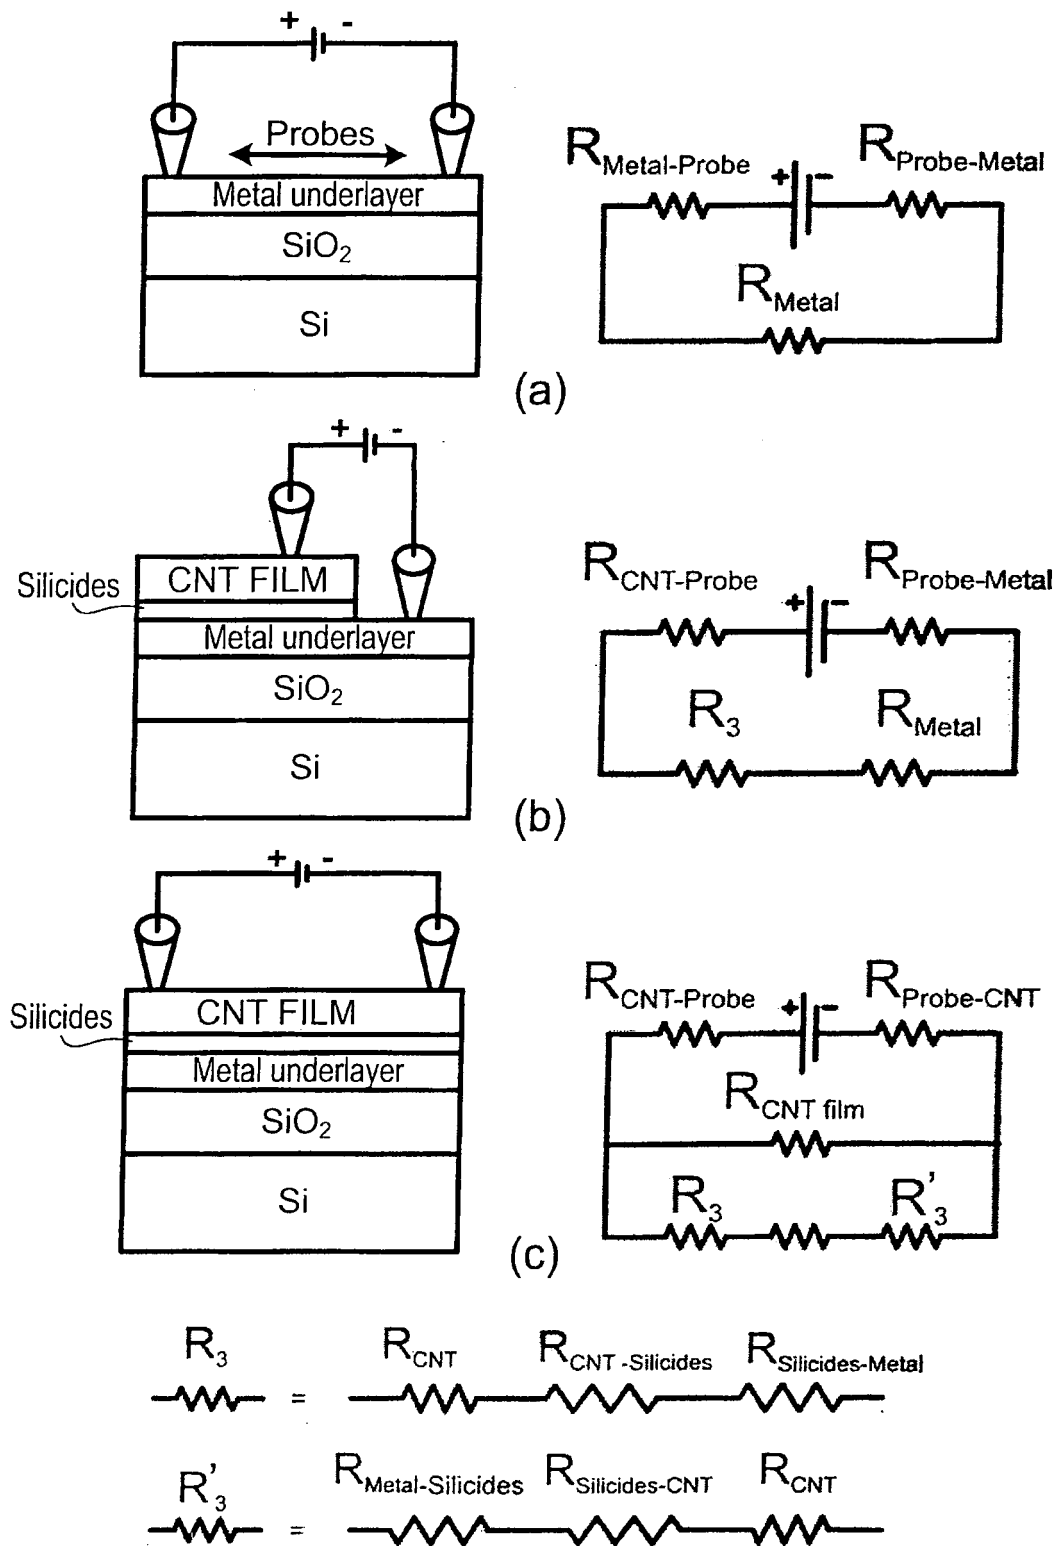 + -
Probes
Metal underlayer
SiO2
Si
RMetal-Probe
+ -
RProbe-Metal
RMetal
(a)
+ -
CNT FILM
Silicides
Metal underlayer
SiO2
Si
RCNT-Probe
+ -
RProbe-Metal
R3
RMetal
(b)
+ -
CNT FILM
Silicides
Metal underlayer
SiO2
Si
RCNT-Probe
+ -
RProbe-CNT
RCNT film
R3
R'3
(c)
R3 = RCNT RCNT-Silicides RSilicides-Metal
R'3 = RMetal-Silicides RSilicides-CNT RCNT